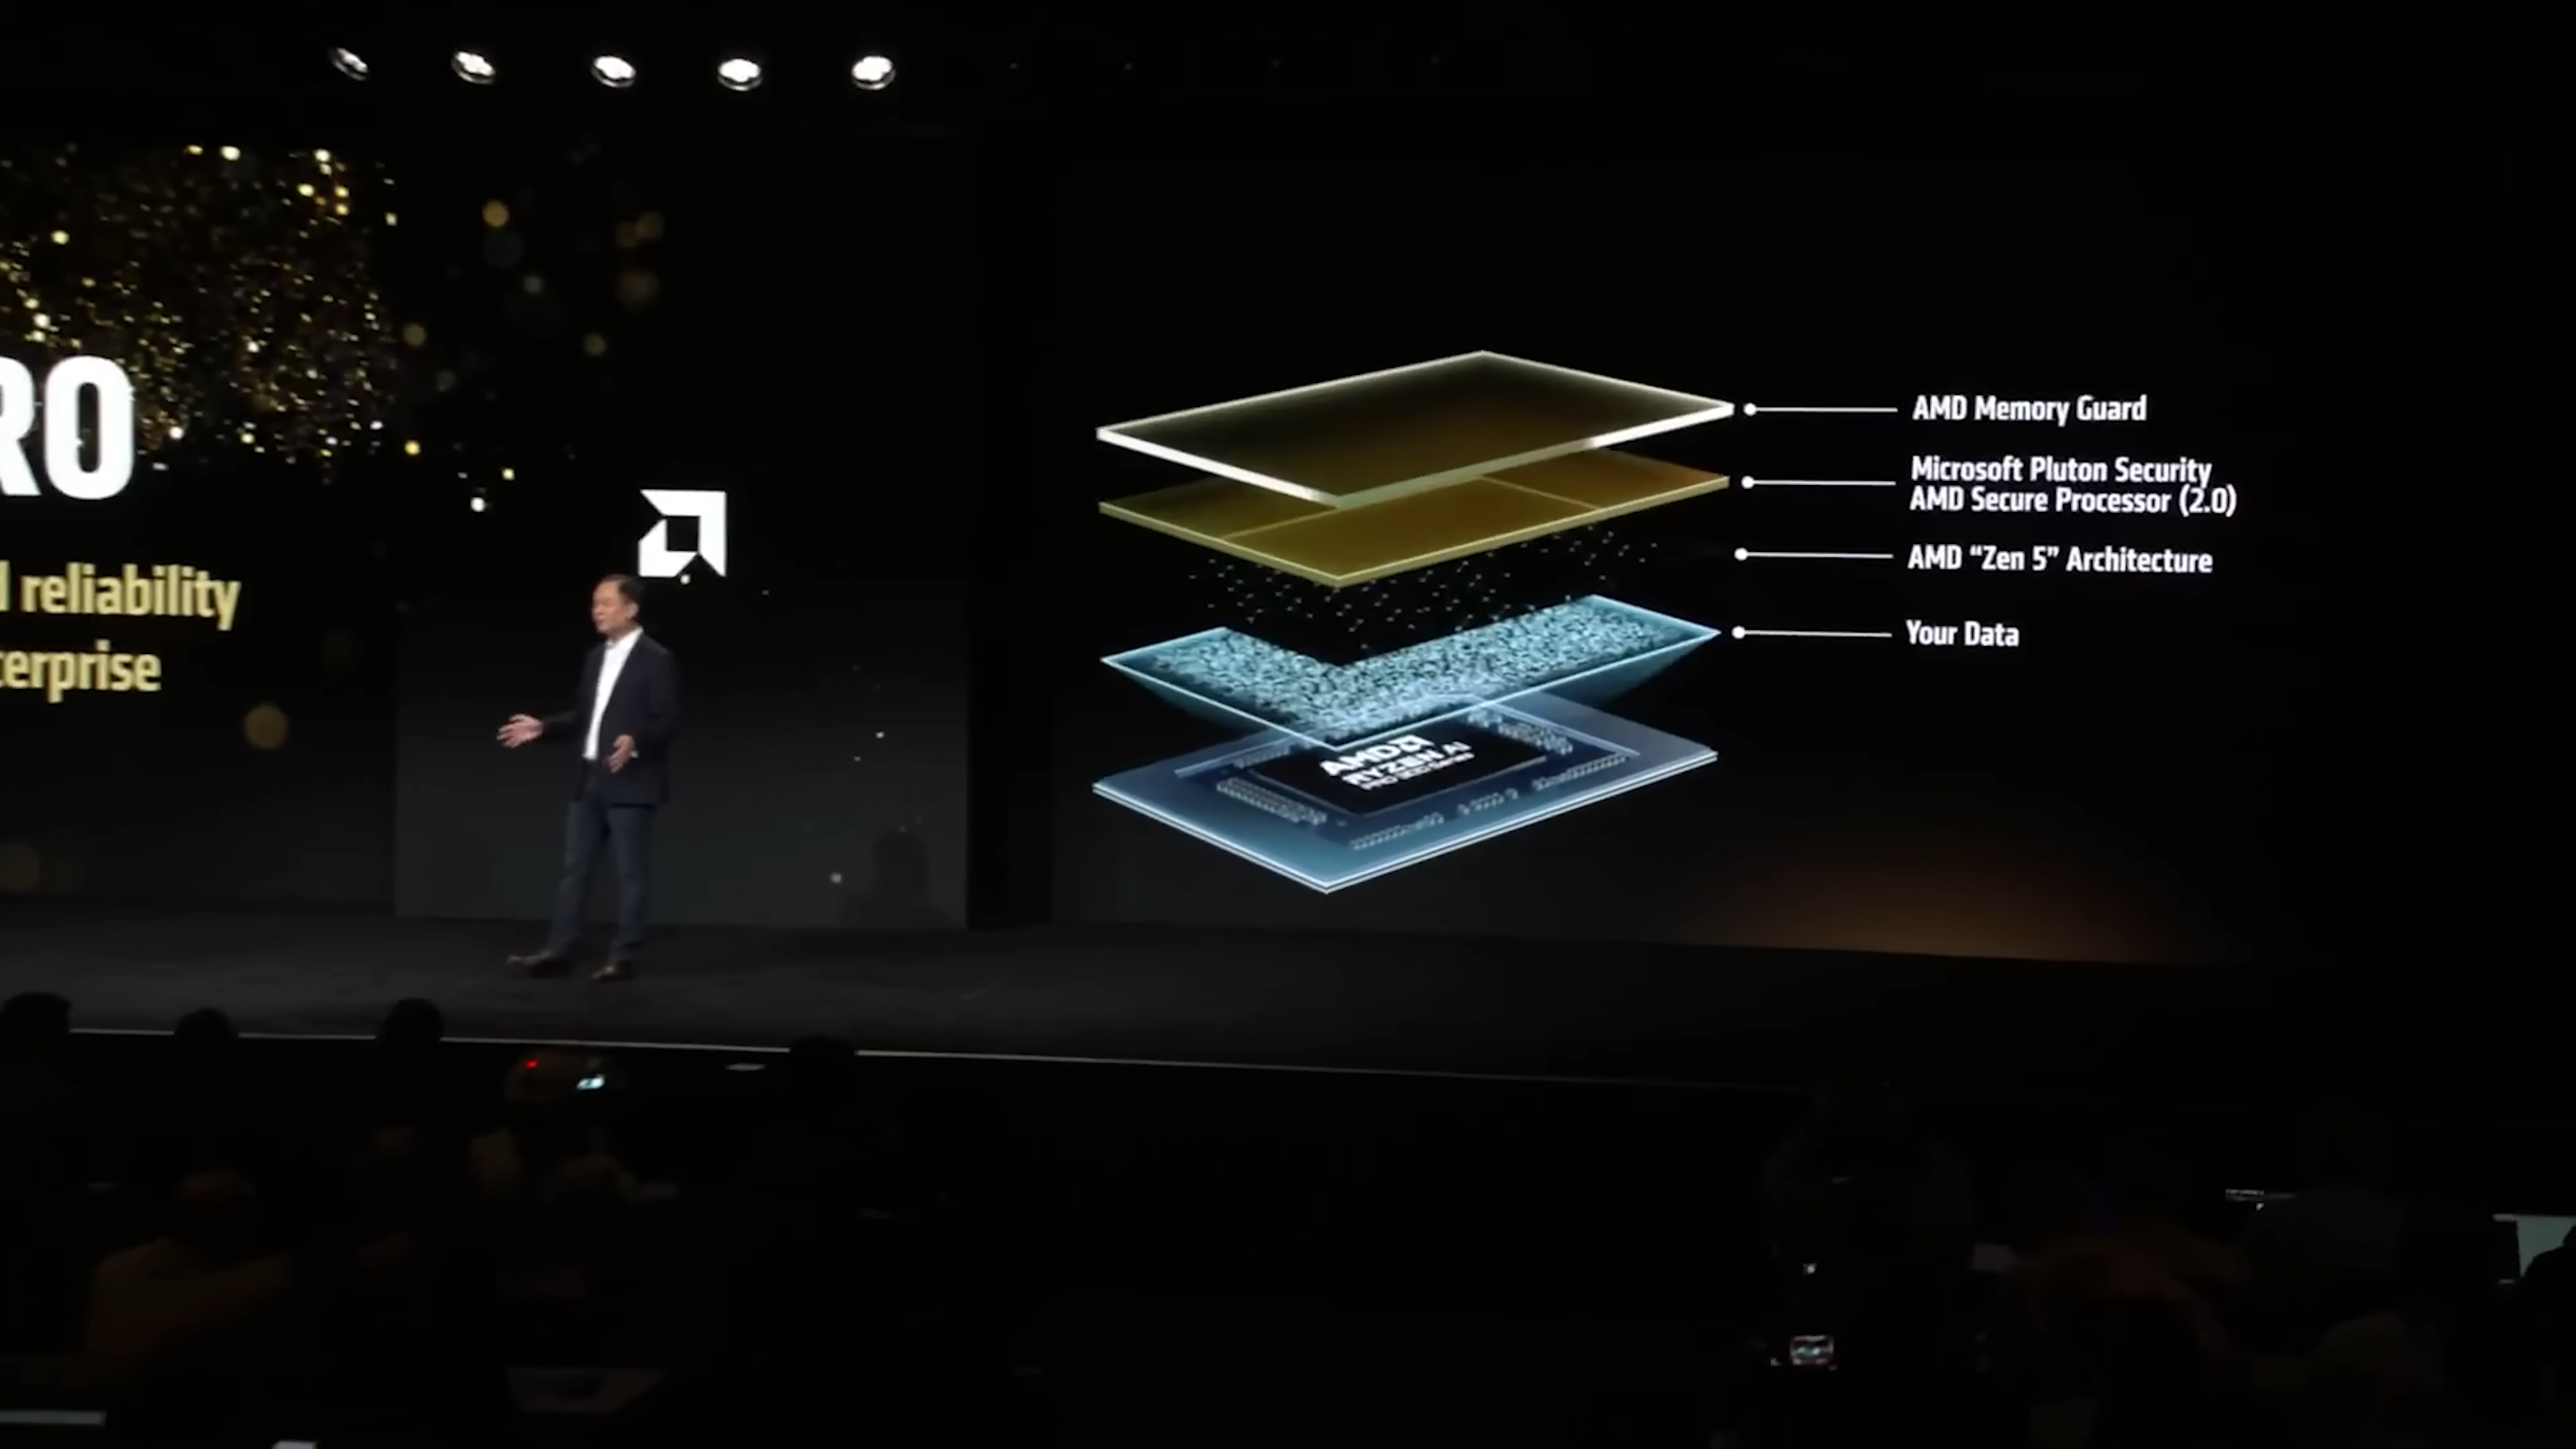 RO
reliability
terprise
AMD Memory Guard
Microsoft Pluton Security
AMD Secure Processor (2.0)
AMD “Zen 5” Architecture
Your Data
AMD
RYZEN AI